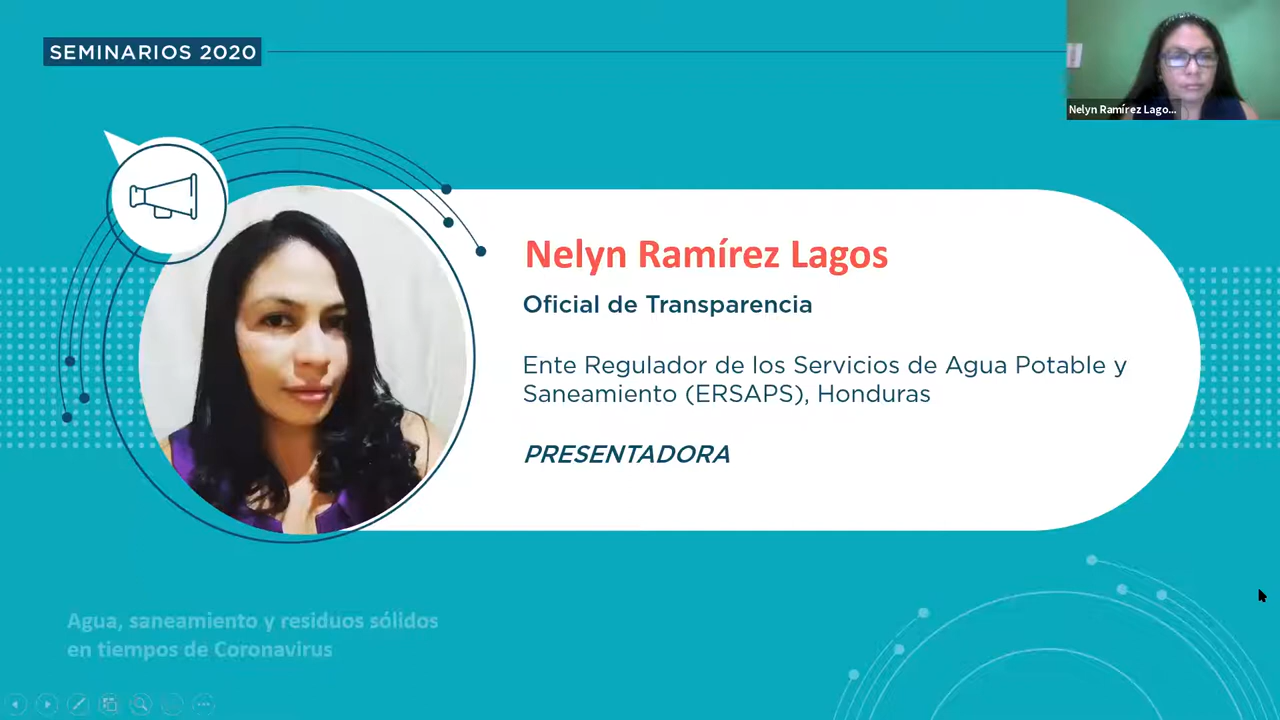 SEMINARIOS 2020
Nelyn Ramírez Lago...
Nelyn Ramírez Lagos
Oficial de Transparencia
Ente Regulador de los Servicios de Agua Potable y
Saneamiento (ERSAPS), Honduras
PRESENTADORA
Agua, saneamiento y residuos sólidos
en tiempos de Coronavirus